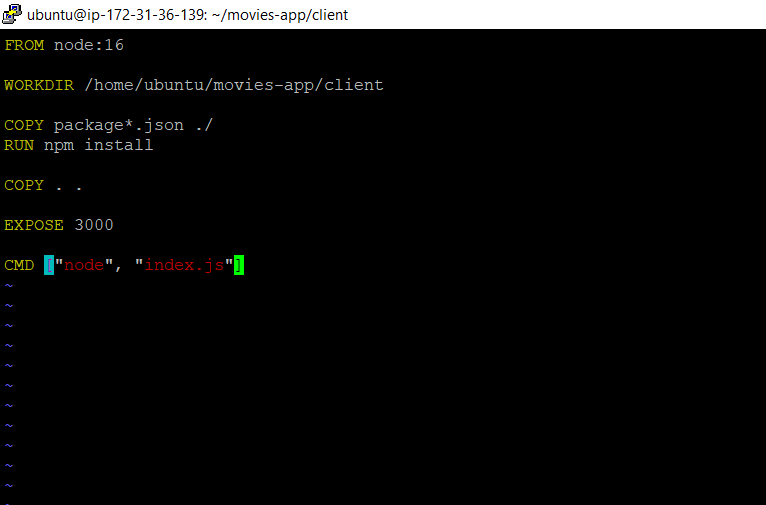 ubuntu@ip-172-31-36-139: ~/movies-app/client
FROM node:16
WORKDIR /home/ubuntu/movies-app/client
COPY package*.json ./
RUN npm install
COPY . .
EXPOSE 3000
CMD ["node", "index.js"]
~
~
~
~
~
~
~
~
~
~
~